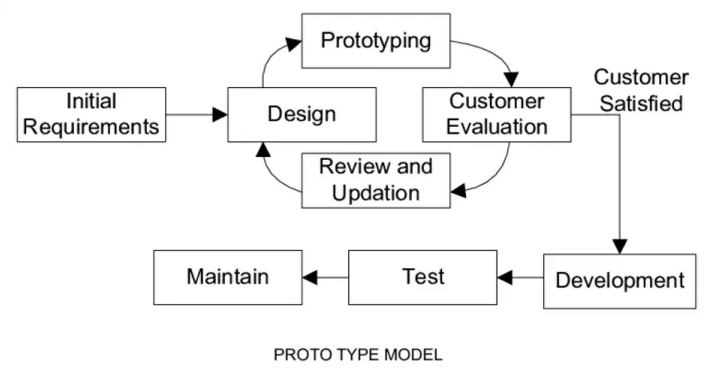 Prototyping
Customer
Satisfied
Initial
Requirements
Design
Customer
Evaluation
Review and
Updation
Maintain
Test
Development
PROTO TYPE MODEL